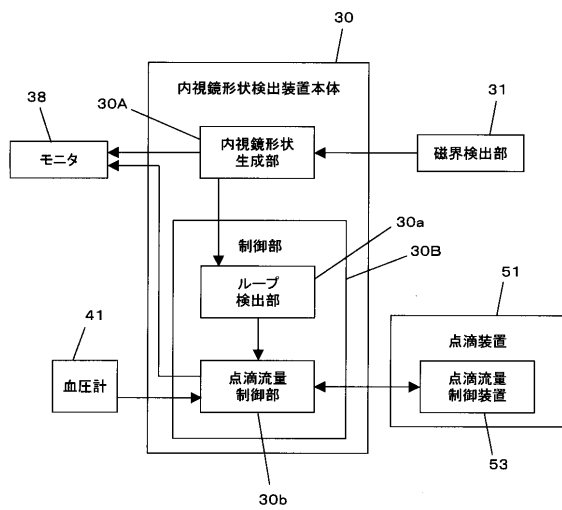 30
内視鏡形状検出装置本体
38
30A
31
モニタ
内視鏡形状
生成部
磁界検出部
制御部
30a
30B
ループ
検出部
51
41
点滴装置
血圧計
点滴流量
制御部
点滴流量
制御装置
53
30b